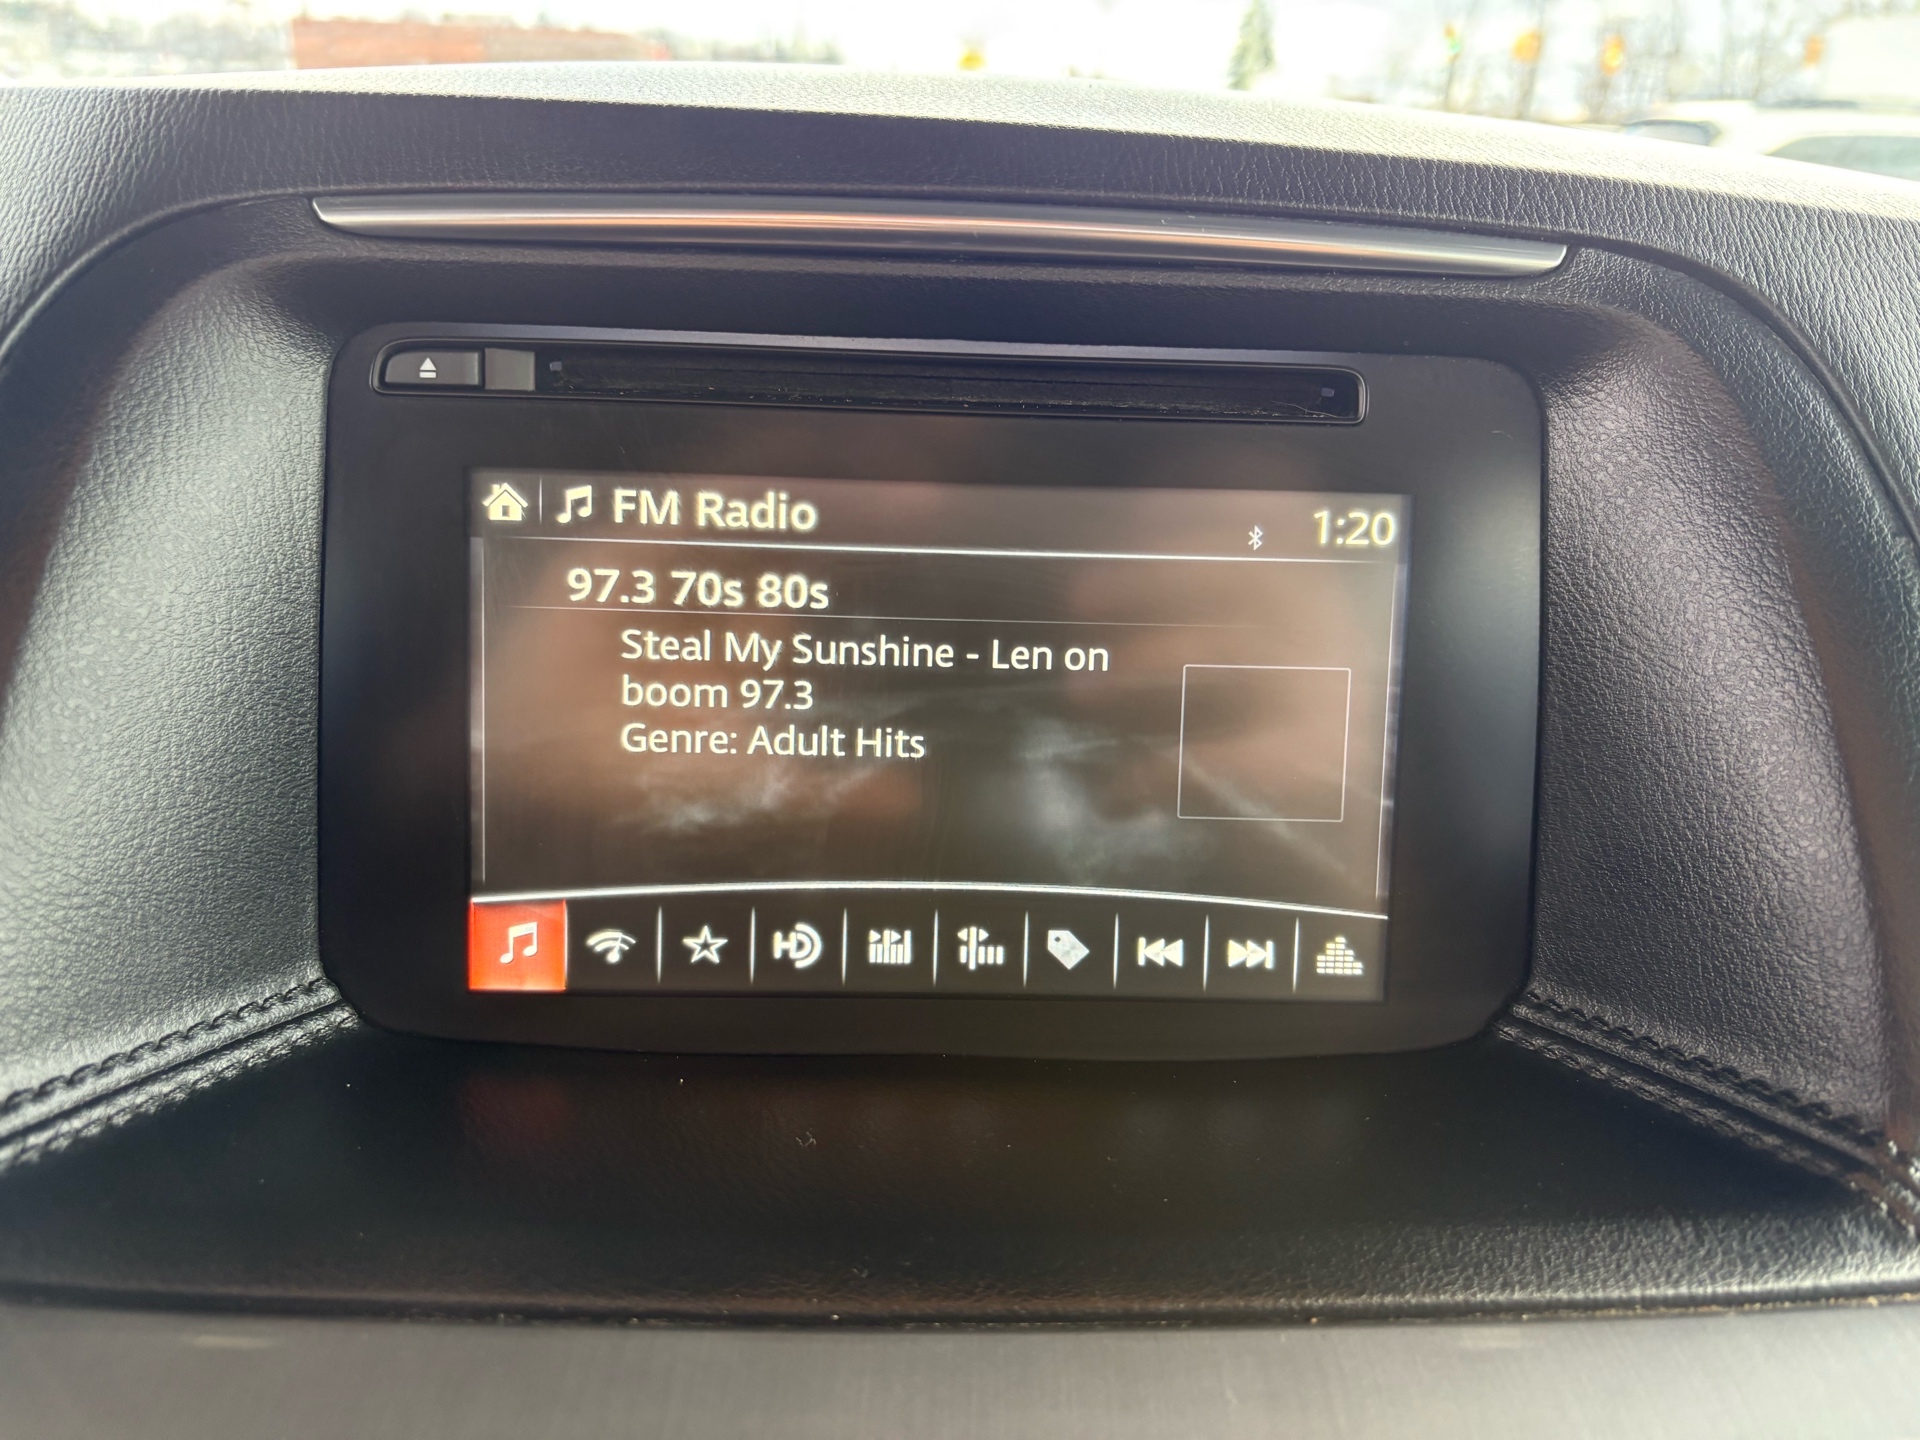 FM Radio
1:20
97.3 70s 80s
Steal My Sunshine - Len on
boom 97.3
Genre: Adult Hits
HD